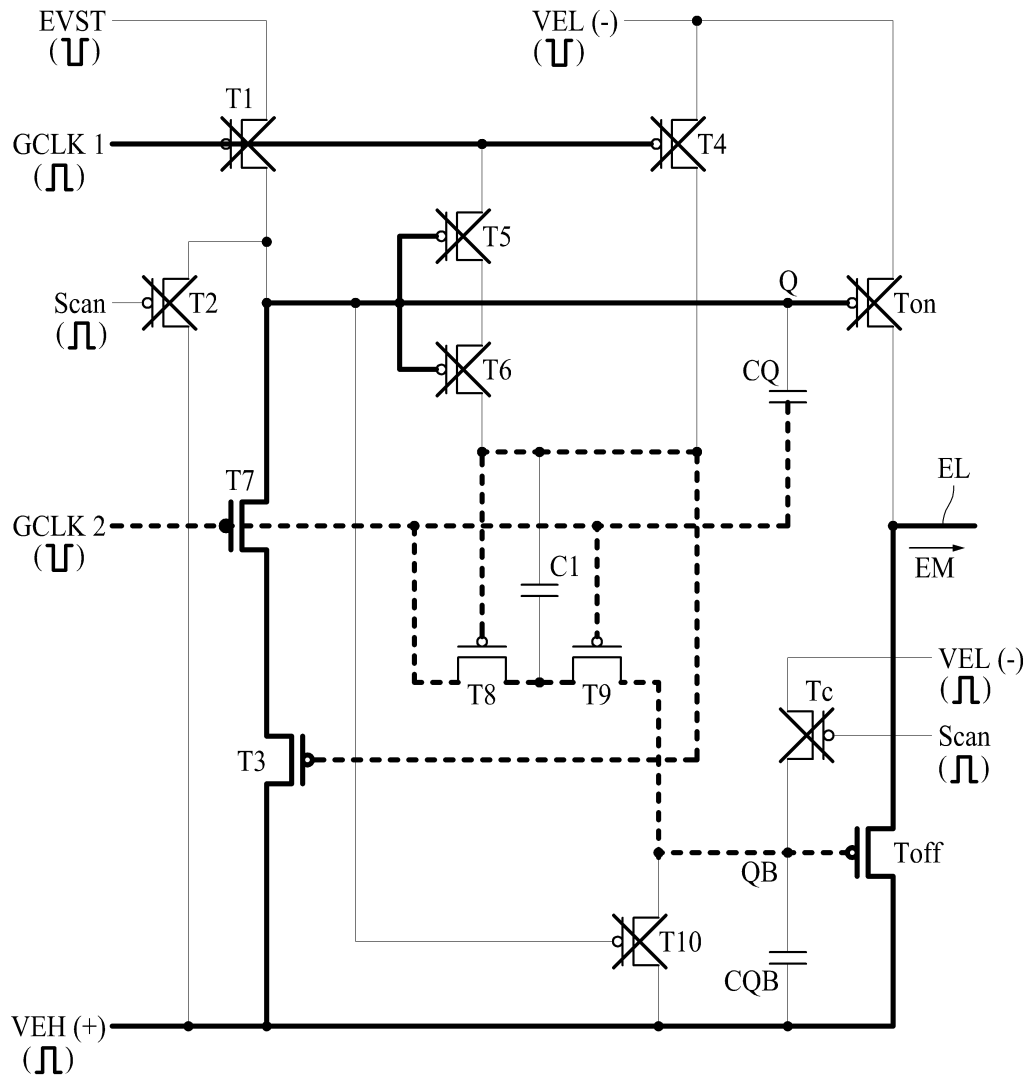 EVST
VEL (-)
T1
GCLK 1
T4
T5
Scan
T2
Q
Ton
T6
CQ
T7
EL
GCLK 2
C1
EM
VEL (-)
T8
T9
Tc
Scan
T3
Toff
QB
T10
CQB
VEH (+)